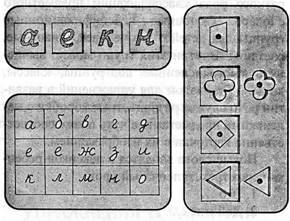 а е к н
а б в г д
е ё ж з и
к л м н о